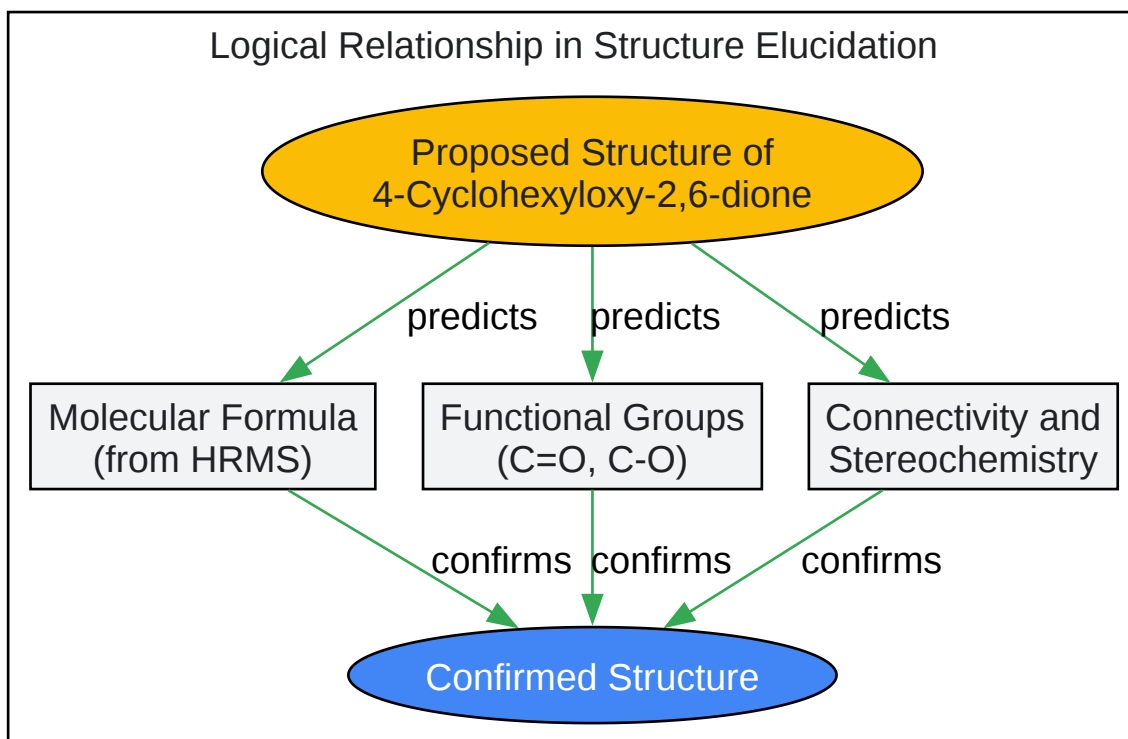 Logical Relationship in Structure Elucidation
Proposed Structure of
4-Cyclohexyloxy-2,6-dione
predicts
predicts
predicts
Molecular Formula
(from HRMS)
Functional Groups
(C=O, C-O)
Connectivity and
Stereochemistry
confirms
confirms
confirms
Confirmed Structure